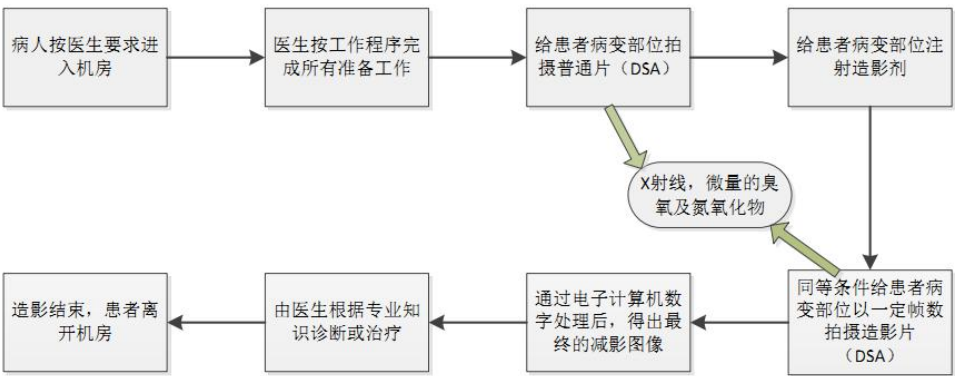 病人按医生要求进
入机房
医生按工作程序完
成所有准备工作
给患者病变部位拍
摄普通片（DSA）
给患者病变部位注
射造影剂
X射线，微量的臭
氧及氮氧化物
同等条件给患者病
变部位以一定帧数
拍摄造影片
（DSA）
通过电子计算机数
字处理后，得出最
终的减影图像
由医生根据专业知
识诊断或治疗
造影结束，患者离
开机房